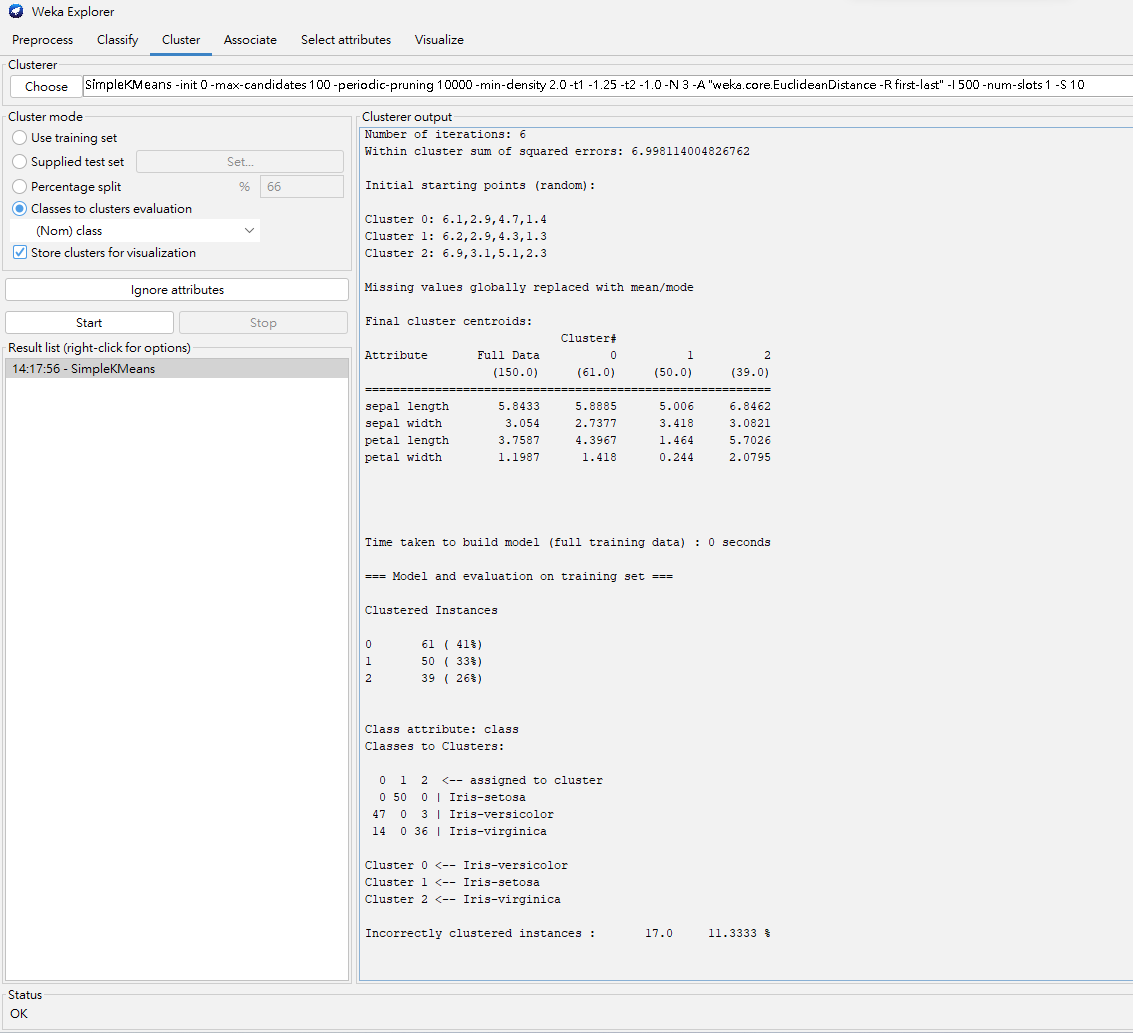 Weka Explorer
Preprocess Classify Cluster Associate Select attributes Visualize
Clusterer
Choose SimpleKMeans -init 0 -max-candidates 100 -periodic-pruning 10000 -min-density 2.0 -t1 -1.25 -t2 -1.0 -N 3 -A "weka.core.EuclideanDistance -R first-last" -I 500 -num-slots 1 -S 10
Cluster mode
Use training set
Supplied test set Set...
Percentage split % 66
Classes to clusters evaluation
(Nom) class
Store clusters for visualization
Ignore attributes
Start Stop
Result list (right-click for options)
14:17:56 - SimpleKMeans
Clusterer output
Number of iterations: 6
Within cluster sum of squared errors: 6.998114004826762
Initial starting points (random):
Cluster 0: 6.1,2.9,4.7,1.4
Cluster 1: 6.2,2.9,4.3,1.3
Cluster 2: 6.9,3.1,5.1,2.3
Missing values globally replaced with mean/mode
Final cluster centroids:
Cluster#
Attribute Full Data 0 1 2
(150.0) (61.0) (50.0) (39.0)
==========================================================
sepal length 5.8433 5.8885 5.006 6.8462
sepal width 3.054 2.7377 3.418 3.0821
petal length 3.7587 4.3967 1.464 5.7026
petal width 1.1987 1.418 0.244 2.0795
Time taken to build model (full training data) : 0 seconds
=== Model and evaluation on training set ===
Clustered Instances
0 61 ( 41%)
1 50 ( 33%)
2 39 ( 26%)
Class attribute: class
Classes to Clusters:
0 1 2 <-- assigned to cluster
0 50 0 | Iris-setosa
47 0 3 | Iris-versicolor
14 0 36 | Iris-virginica
Cluster 0 <-- Iris-versicolor
Cluster 1 <-- Iris-setosa
Cluster 2 <-- Iris-virginica
Incorrectly clustered instances : 17.0 11.3333 %
Status
OK